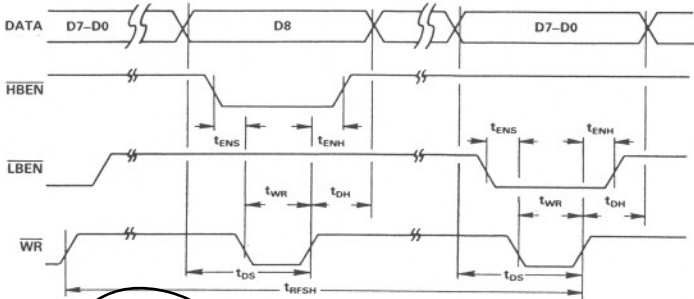 DATA D7–D0 D8 D7–D0
HBEN
tENS tENH tENS tENH
LBEN
tWR tDH tWR tDH
WR
tDS tDS
tRFSH